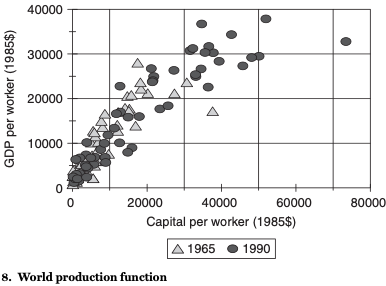 40000
30000
20000
10000
0
GDP per worker (1985$)
0 20000 40000 60000 80000
Capital per worker (1985$)
1965 1990
8. World production function